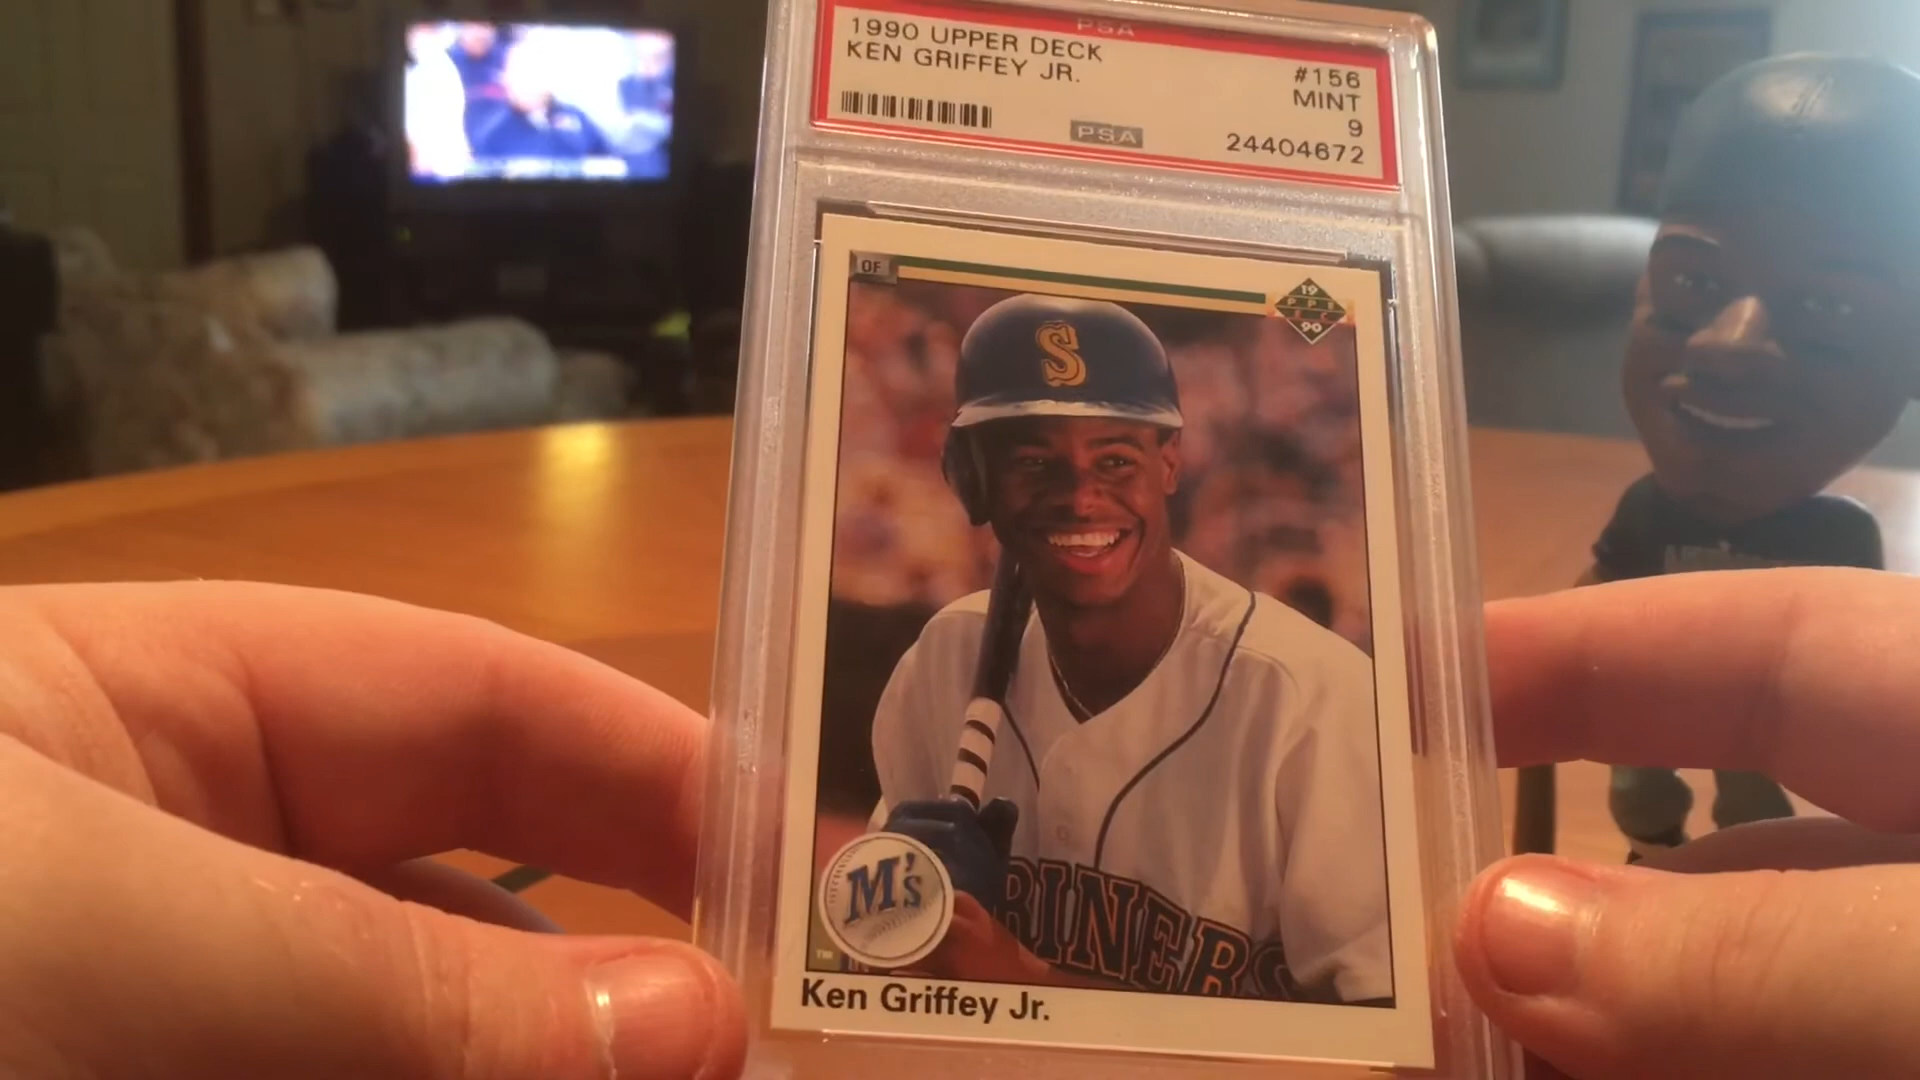 PSA
1990 UPPER DECK
KEN GRIFFEY JR.
#156
MINT
9
PSA
24404672
OF
19
90
S
M's
RINERS
TM
Ken Griffey Jr.